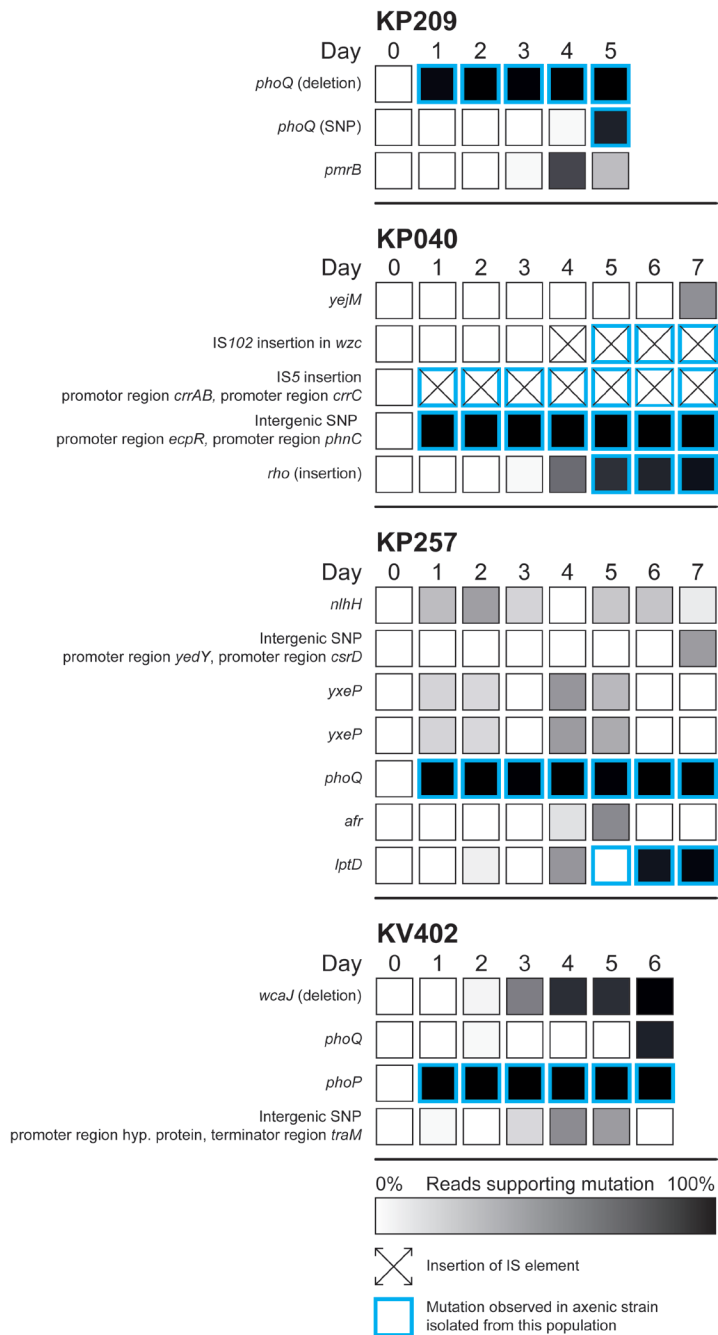 KP209
Day 0 1 2 3 4 5
phoQ (deletion)
phoQ (SNP)
pmrB
KP040
Day 0 1 2 3 4 5 6 7
yejM
IS102 insertion in wzc
IS5 insertion
promotor region crrAB, promoter region crrC
Intergenic SNP
promoter region ecpR, promoter region phnC
rho (insertion)
KP257
Day 0 1 2 3 4 5 6 7
nlhH
Intergenic SNP
promoter region yedY, promoter region csrD
yxeP
yxeP
phoQ
afr
lptD
KV402
Day 0 1 2 3 4 5 6
wcaJ (deletion)
phoQ
phoP
Intergenic SNP
promoter region hyp. protein, terminator region traM
0% Reads supporting mutation 100%
Insertion of IS element
Mutation observed in axenic strain
isolated from this population